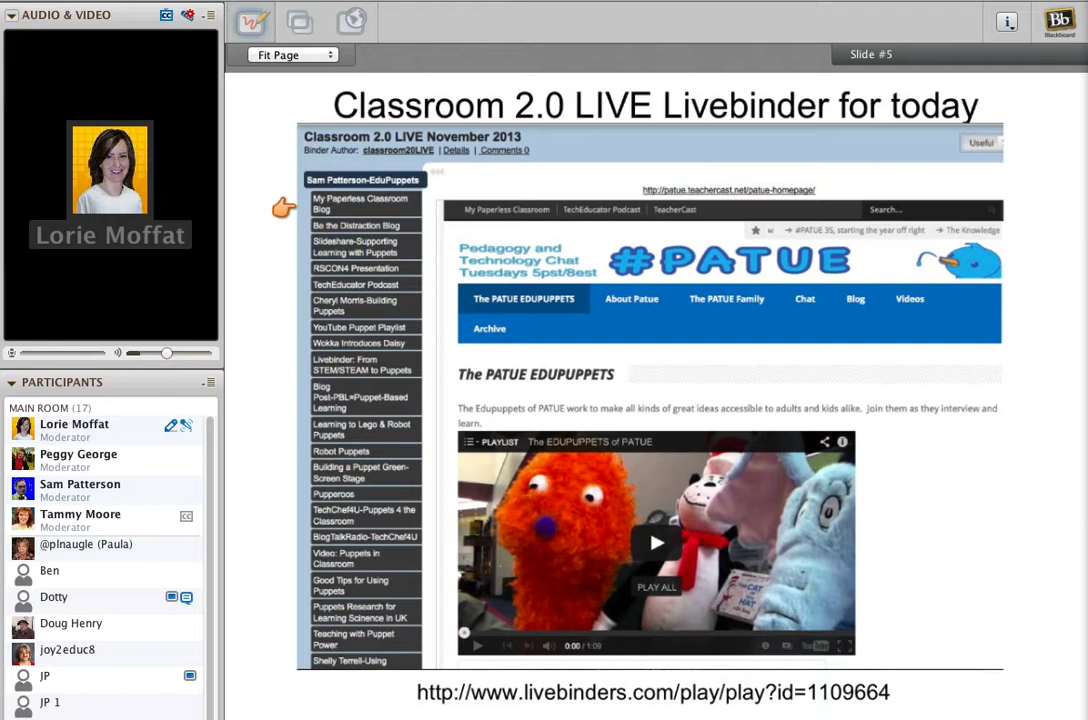 AUDIO & VIDEO
Lorie Moffat
PARTICIPANTS
MAIN ROOM (17)
Lorie Moffat
Moderator
Peggy George
Moderator
Sam Patterson
Moderator
Tammy Moore
Moderator
@plnaugle (Paula)
Ben
Dotty
Doug Henry
joy2educ8
JP
JP 1
Fit Page
Slide #5
Bb
Blackboard
Classroom 2.0 LIVE Livebinder for today
Classroom 2.0 LIVE November 2013
Binder Author: classroom20LIVE | Details | Comments 0
Useful
Sam Patterson-EduPuppets
My Paperless Classroom
Blog
Be the Distraction Blog
Slideshare-Supporting
Learning with Puppets
RSCON4 Presentation
TechEducator Podcast
Cheryl Morris-Building
Puppets
YouTube Puppet Playlist
Wokka Introduces Daisy
Livebinder: From
STEM/STEAM to Puppets
Blog
Post-PBL=Puppet-Based
Learning
Learning to Lego & Robot
Puppets
Robot Puppets
Building a Puppet Green-
Screen Stage
Pupperoos
TechChef4U-Puppets 4 the
Classroom
BlogTalkRadio-TechChef4U
Video: Puppets in
Classroom
Good Tips for Using
Puppets
Puppets Research for
Learning Scinence in UK
Teaching with Puppet
Power
Shelly Terrell-Using
http://patue.teachercast.net/patue-homepage/
My Paperless Classroom TechEducator Podcast TeacherCast Search...
w → #PATUE 35, starting the year off right → The Knowledge
Pedagogy and
Technology Chat
Tuesdays 5pst/8est
#PATUE
The PATUE EDUPUPPETS About Patue The PATUE Family Chat Blog Videos
Archive
The PATUE EDUPUPPETS
The Edupuppets of PATUE work to make all kinds of great ideas accessible to adults and kids alike. Join them as they interview and
learn.
PLAYLIST The EDUPUPPETS of PATUE
PLAY ALL
0:00 / 1:09
YouTube
http://www.livebinders.com/play/play?id=1109664